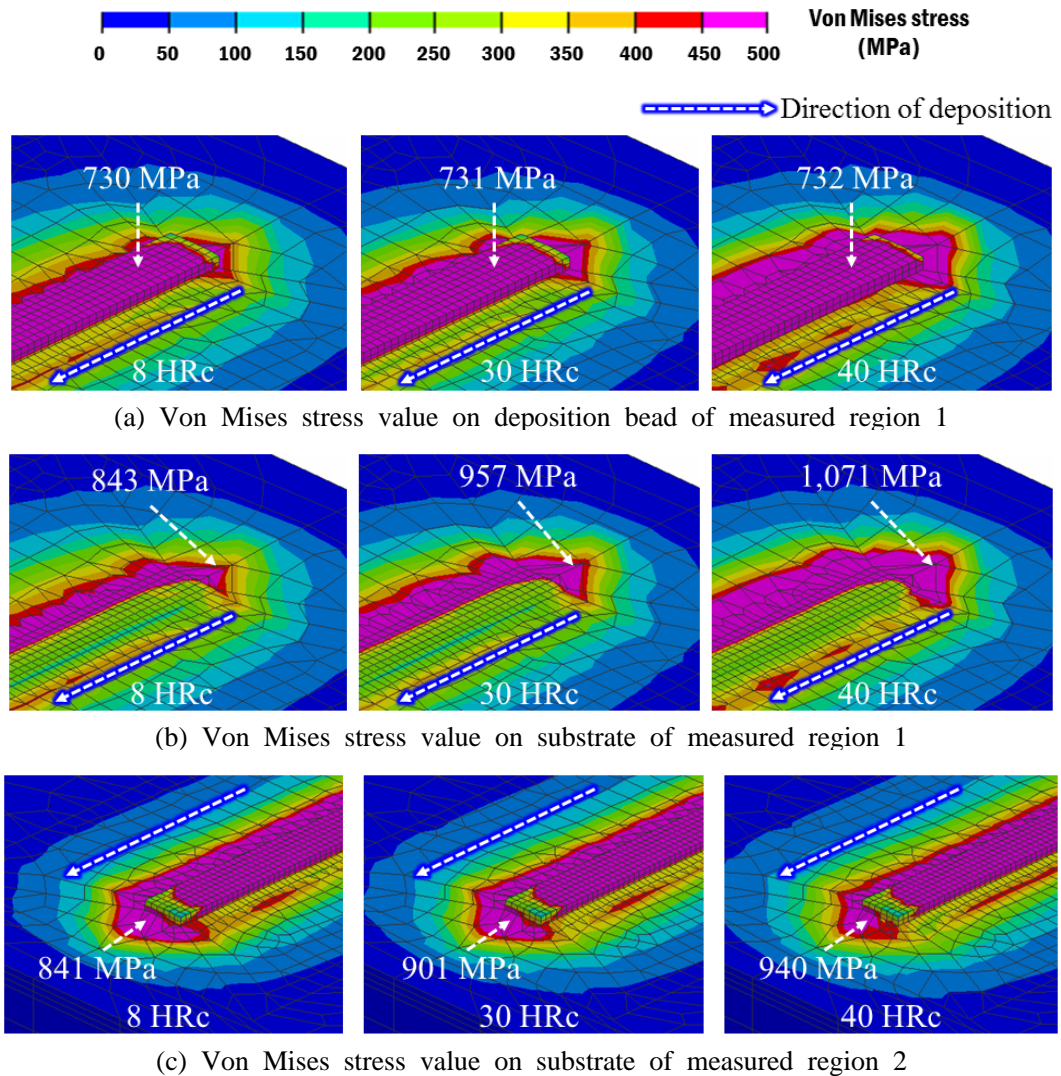 Von Mises stress
(MPa)
0 50 100 150 200 250 300 350 400 450 500
Direction of deposition
730 MPa 731 MPa 732 MPa
8 HRc 30 HRc 40 HRc
(a) Von Mises stress value on deposition bead of measured region 1
843 MPa 957 MPa 1,071 MPa
8 HRc 30 HRc 40 HRc
(b) Von Mises stress value on substrate of measured region 1
841 MPa 901 MPa 940 MPa
8 HRc 30 HRc 40 HRc
(c) Von Mises stress value on substrate of measured region 2